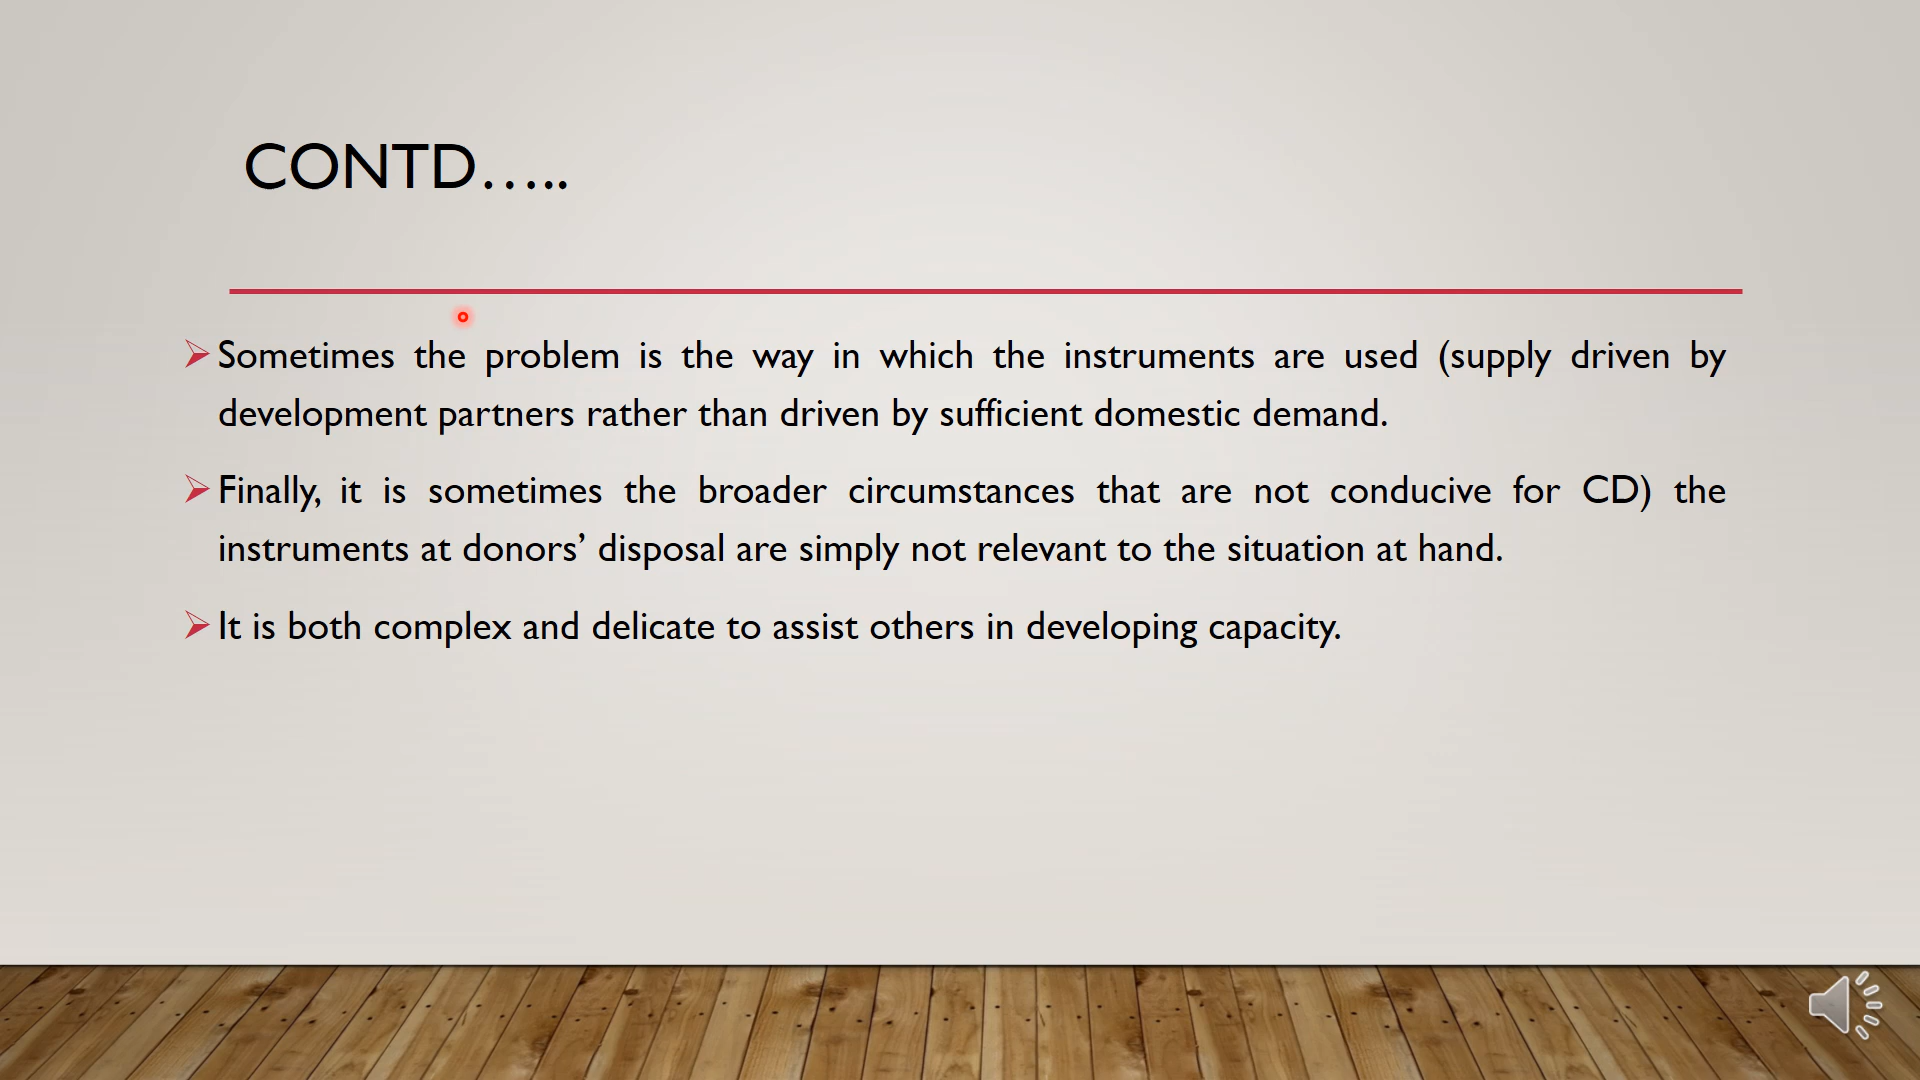 CONTD…..
Sometimes the problem is the way in which the instruments are used (supply driven by
development partners rather than driven by sufficient domestic demand.
Finally, it is sometimes the broader circumstances that are not conducive for CD) the
instruments at donors’ disposal are simply not relevant to the situation at hand.
It is both complex and delicate to assist others in developing capacity.